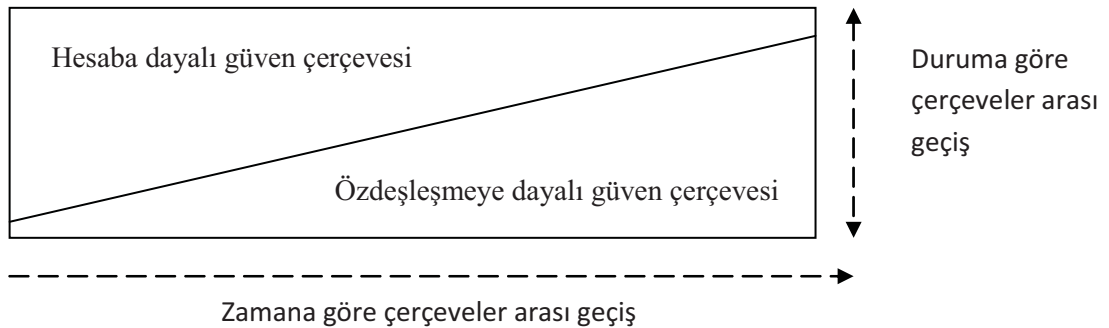 Hesaba dayalı güven çerçevesi
Özdeşleşmeye dayalı güven çerçevesi
Duruma göre
çerçeveler arası
geçiş
Zamana göre çerçeveler arası geçiş